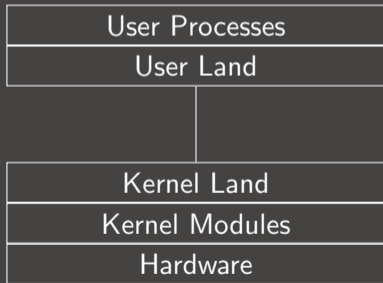 User Processes
User Land
Kernel Land
Kernel Modules
Hardware